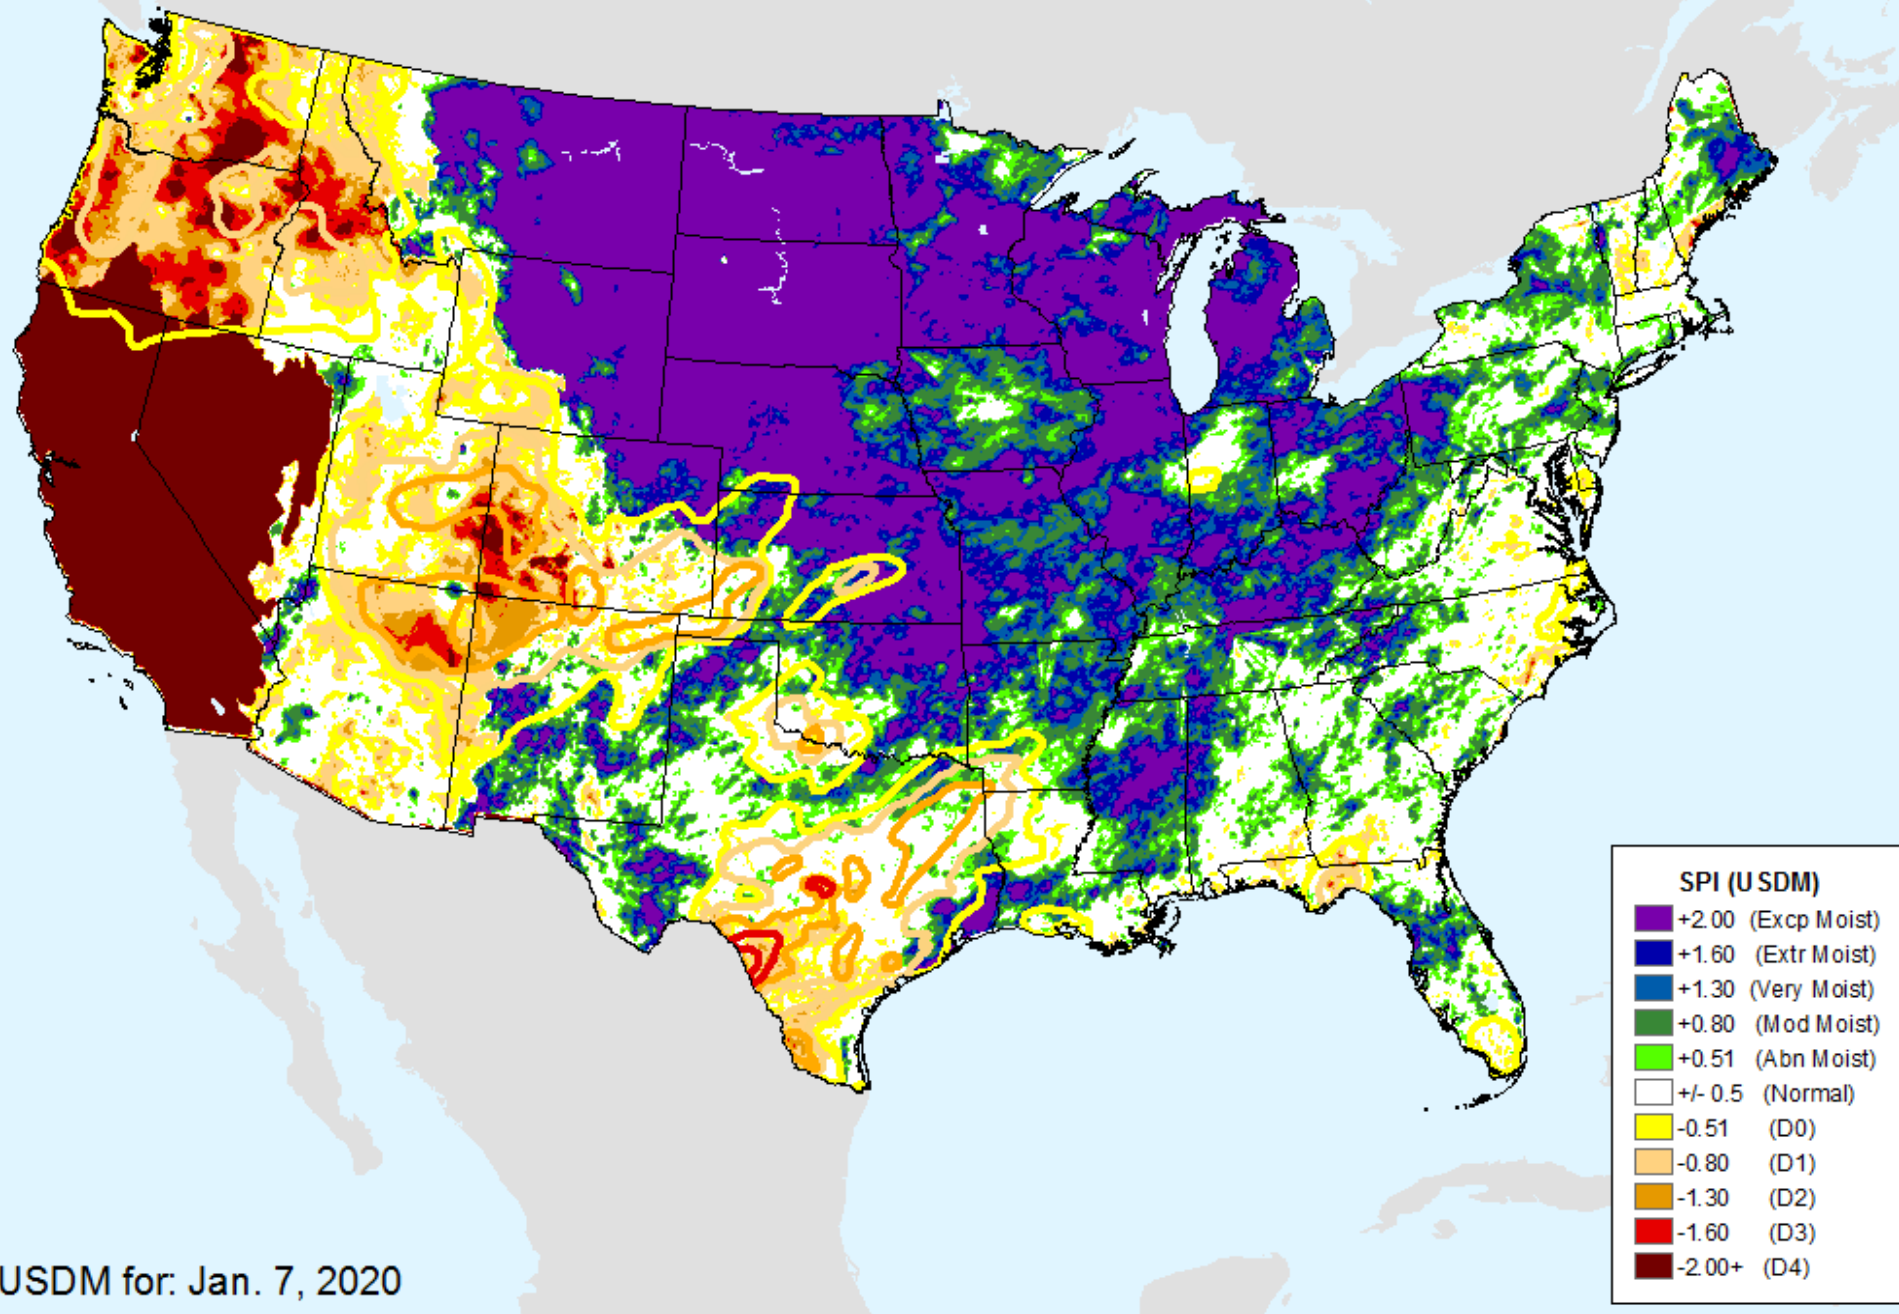 SPI (USDM)
+2.00 (Excp Moist)
+1.60 (Extr Moist)
+1.30 (Very Moist)
+0.80 (Mod Moist)
+0.51 (Abn Moist)
+/- 0.5 (Normal)
-0.51 (D0)
-0.80 (D1)
-1.30 (D2)
-1.60 (D3)
-2.00+ (D4)
USDM for: Jan. 7, 2020